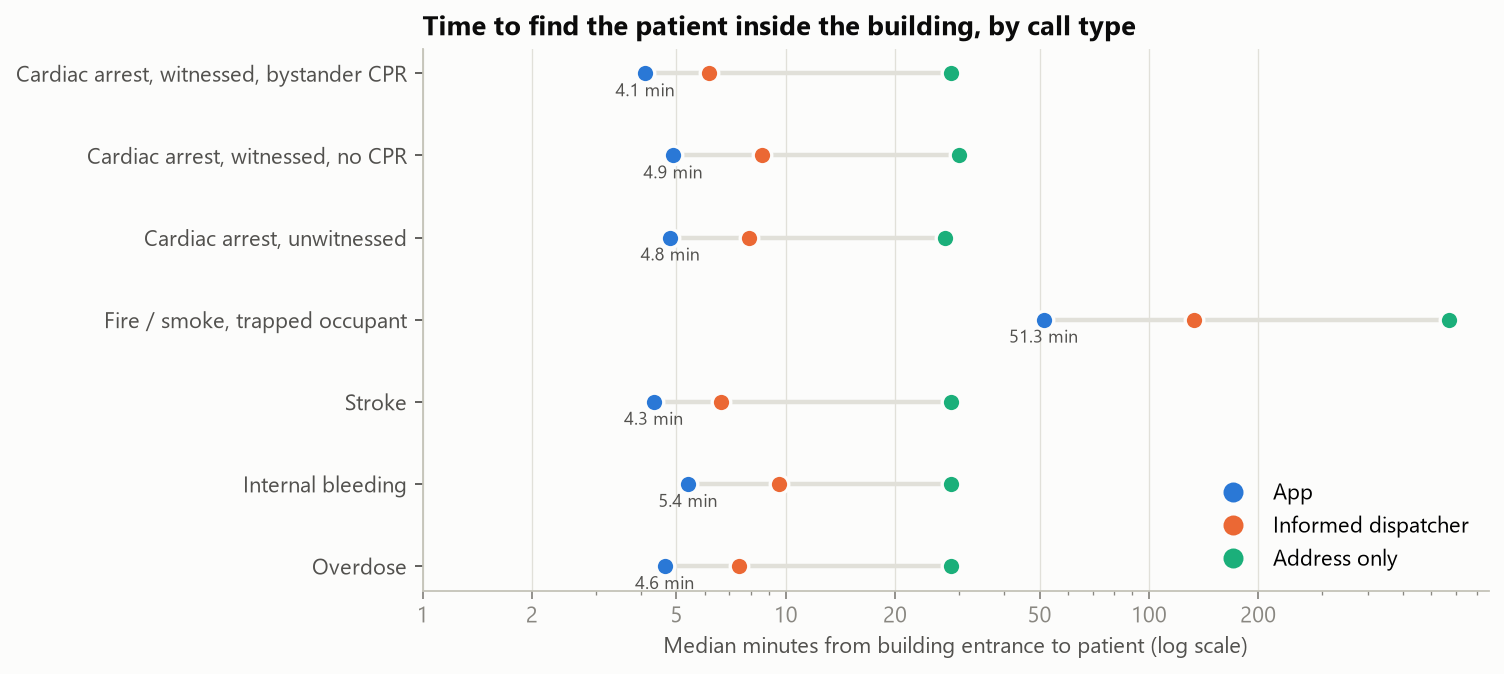 Time to find the patient inside the building, by call type
Cardiac arrest, witnessed, bystander CPR
4.1 min
Cardiac arrest, witnessed, no CPR
4.9 min
Cardiac arrest, unwitnessed
4.8 min
Fire / smoke, trapped occupant
51.3 min
Stroke
4.3 min
Internal bleeding
5.4 min
Overdose
4.6 min
App
Informed dispatcher
Address only
1 2 5 10 20 50 100 200
Median minutes from building entrance to patient (log scale)